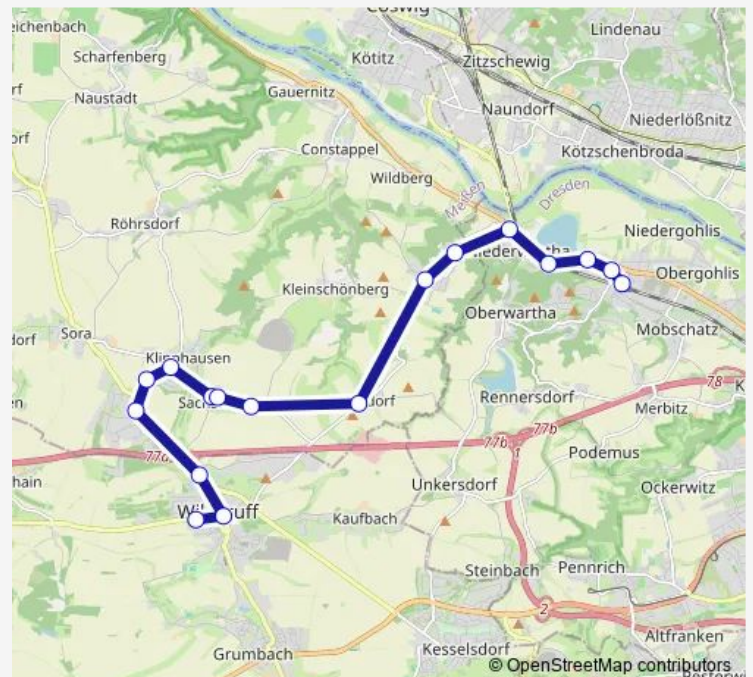 Coswig
Lindenau
Scharfenberg
Kötitz
Zitzschewig
Naustadt
Gauernitz
Naundorf
Niederlößnitz
Constappel
Kötzschenbroda
Wildberg
Meißen
Dresden
Röhrsdorf
Niedergohlis
Obergohlis
Kleinschönberg
Oberwartha
Mobschatz
Sora
Rennersdorf
78
Merbitz
77b
77b
1
77a
Podemus
Unkersdorf
Ockerwitz
Kaufbach
Steinbach
Pennrich
2
Altfranken
Grumbach
Kesselsdorf
© OpenStreetMap contributors